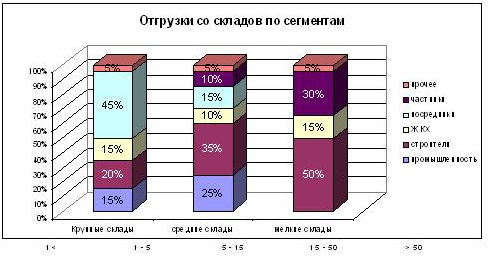 Отгрузки со складов по сегментам
100%
90%
80%
70%
60%
50%
40%
30%
20%
10%
0%
5% 5% 5%
45% 10% 30%
15%
15% 10% 15%
20% 35% 50%
15% 25%
прочее
частники
посредники
ЖКХ
строители
промышленность
Крупные склады средние склады мелкие склады
1 < 1 - 5 5 - 15 15 - 50 > 50